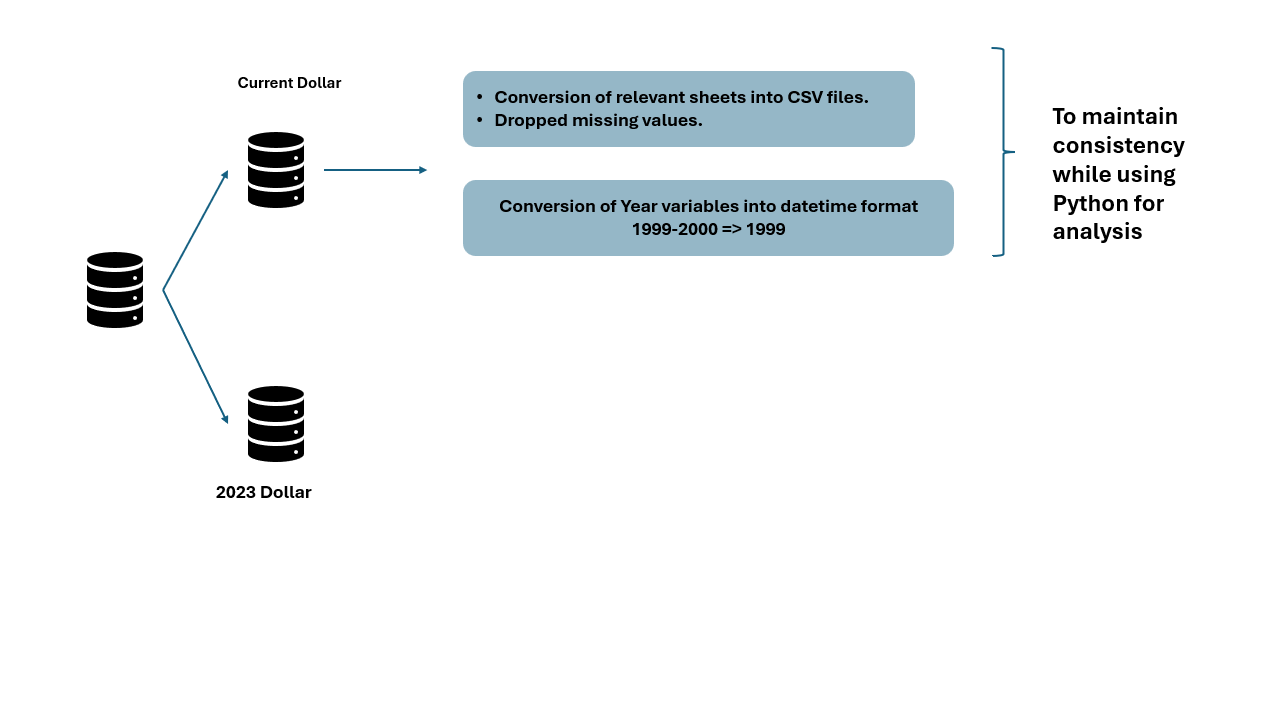 Current Dollar
• Conversion of relevant sheets into CSV files.
• Dropped missing values.
Conversion of Year variables into datetime format
1999-2000 => 1999
To maintain
consistency
while using
Python for
analysis
2023 Dollar